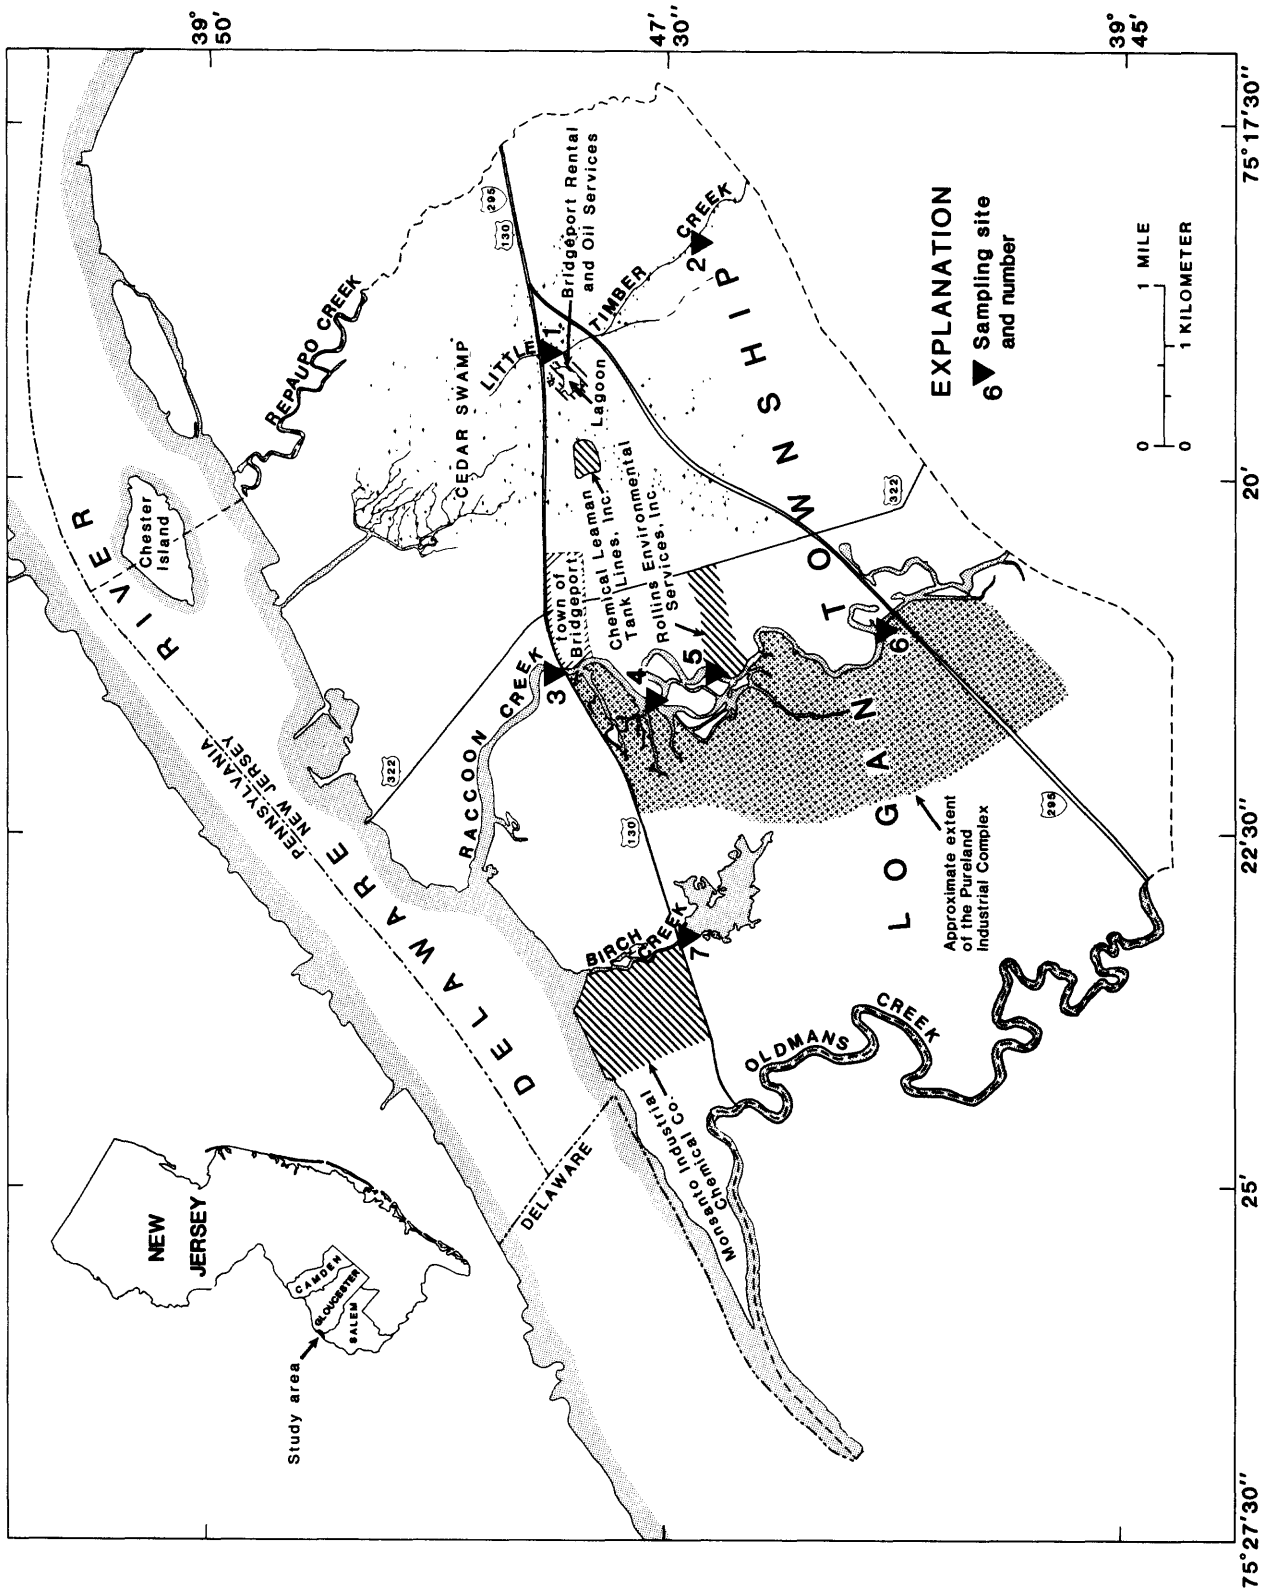 39°
50'
47'
30"
39°
45'
75°17'30"
20'
22'30"
25'
75°27'30"
NEW
JERSEY
CAMDEN
GLOUCESTER
SALEM
Study area
DELAWARE RIVER
PENNSYLVANIA
NEW JERSEY
DELAWARE
Chester
Island
REPAUPO CREEK
CEDAR SWAMP
LITTLE TIMBER CREEK
295
130
1
2
Bridgeport Rental
and Oil Services
Lagoon
Chemical Leaman
Tank Lines, Inc.
Rollins Environmental
Services, Inc.
town of
Bridgeport
322
322
RACCOON CREEK
3
4
5
6
130
295
BIRCH
CREEK
7
LOGAN TOWNSHIP
Approximate extent
of the Pureland
Industrial Complex
OLDMANS CREEK
Monsanto Industrial
Chemical Co.
EXPLANATION
6 Sampling site
and number
0 1 MILE
0 1 KILOMETER